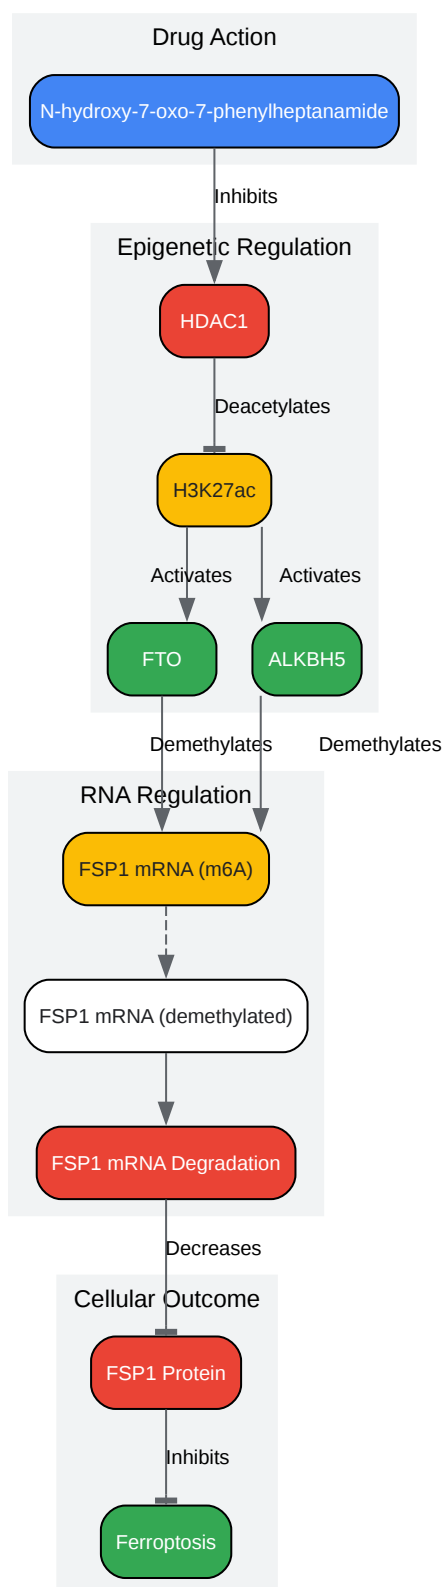 Drug Action
N-hydroxy-7-oxo-7-phenylheptanamide
Inhibits
Epigenetic Regulation
HDAC1
Deacetylates
H3K27ac
Activates
Activates
FTO
ALKBH5
Demethylates
Demethylates
RNA Regulation
FSP1 mRNA (m6A)
FSP1 mRNA (demethylated)
FSP1 mRNA Degradation
Decreases
Cellular Outcome
FSP1 Protein
Inhibits
Ferroptosis